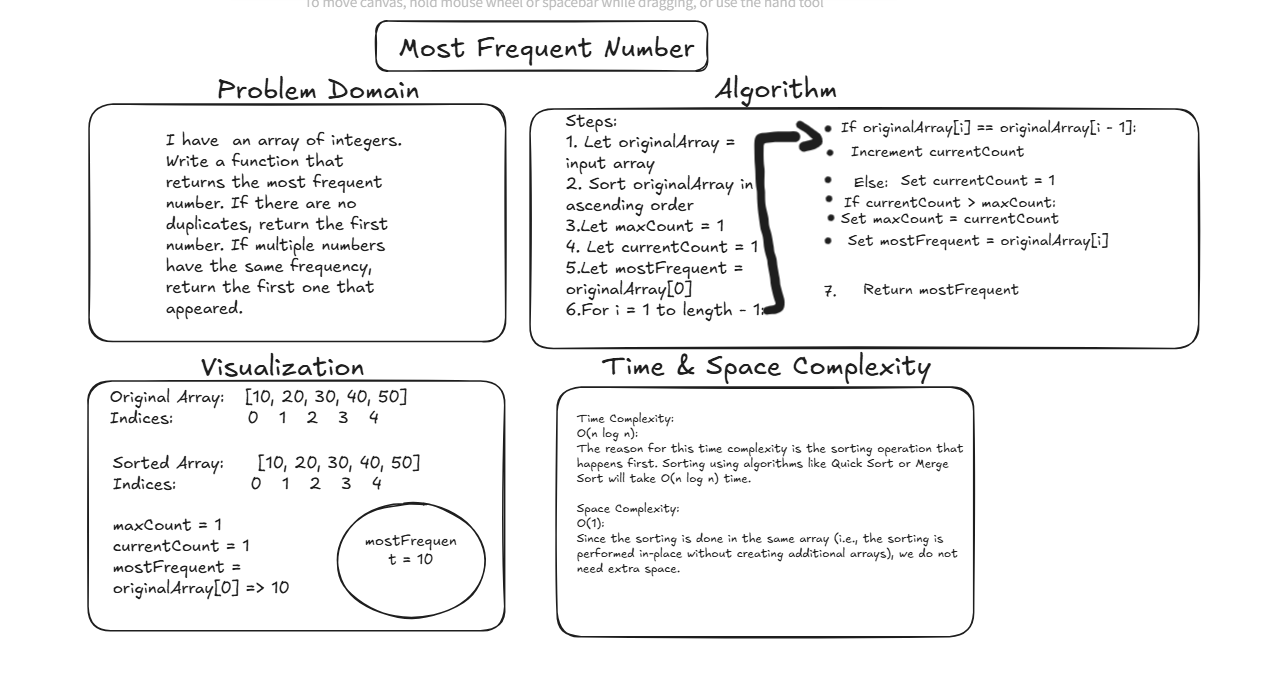 To move canvas, hold mouse wheel or spacebar while dragging, or use the hand tool
Most Frequent Number
Problem Domain
I have an array of integers.
Write a function that
returns the most frequent
number. If there are no
duplicates, return the first
number. If multiple numbers
have the same frequency,
return the first one that
appeared.
Algorithm
Steps:
1. Let originalArray =
input array
2. Sort originalArray in
ascending order
3.Let maxCount = 1
4. Let currentCount = 1
5.Let mostFrequent =
originalArray[0]
6.For i = 1 to length - 1:
• If originalArray[i] == originalArray[i - 1]:
• Increment currentCount
• Else: Set currentCount = 1
• If currentCount > maxCount:
• Set maxCount = currentCount
• Set mostFrequent = originalArray[i]
7. Return mostFrequent
Visualization
Original Array: [10, 20, 30, 40, 50]
Indices: 0 1 2 3 4
Sorted Array: [10, 20, 30, 40, 50]
Indices: 0 1 2 3 4
maxCount = 1
currentCount = 1
mostFrequent =
originalArray[0] => 10
mostFrequen
t = 10
Time & Space Complexity
Time Complexity:
O(n log n):
The reason for this time complexity is the sorting operation that
happens first. Sorting using algorithms like Quick Sort or Merge
Sort will take O(n log n) time.
Space Complexity:
O(1):
Since the sorting is done in the same array (i.e., the sorting is
performed in-place without creating additional arrays), we do not
need extra space.